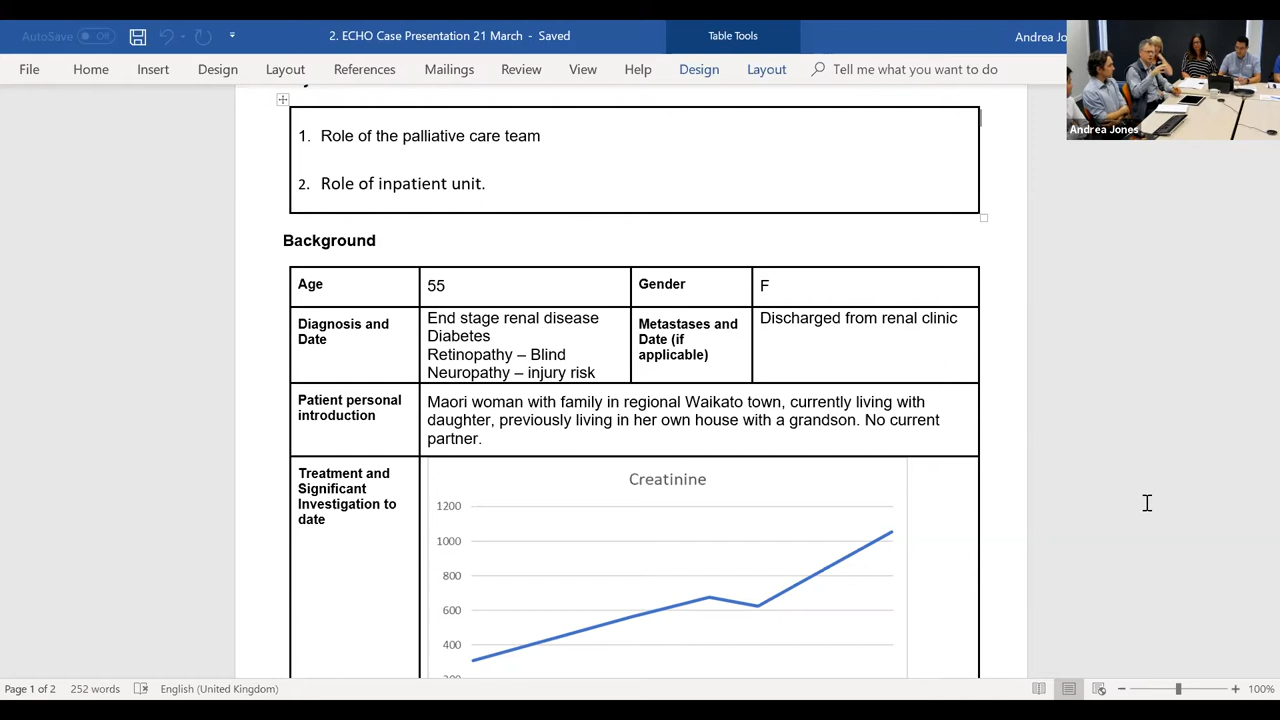 AutoSave Off
2. ECHO Case Presentation 21 March - Saved
Table Tools
Andrea Jo
File Home Insert Design Layout References Mailings Review View Help Design Layout Tell me what you want to do
Andrea Jones
1. Role of the palliative care team
2. Role of inpatient unit.
Background
Age
55
Gender
F
Diagnosis and
Date
End stage renal disease
Diabetes
Retinopathy – Blind
Neuropathy – injury risk
Metastases and
Date (if
applicable)
Discharged from renal clinic
Patient personal
introduction
Maori woman with family in regional Waikato town, currently living with
daughter, previously living in her own house with a grandson. No current
partner.
Treatment and
Significant
Investigation to
date
Creatinine
1200
1000
800
600
400
Page 1 of 2 252 words English (United Kingdom) 100%